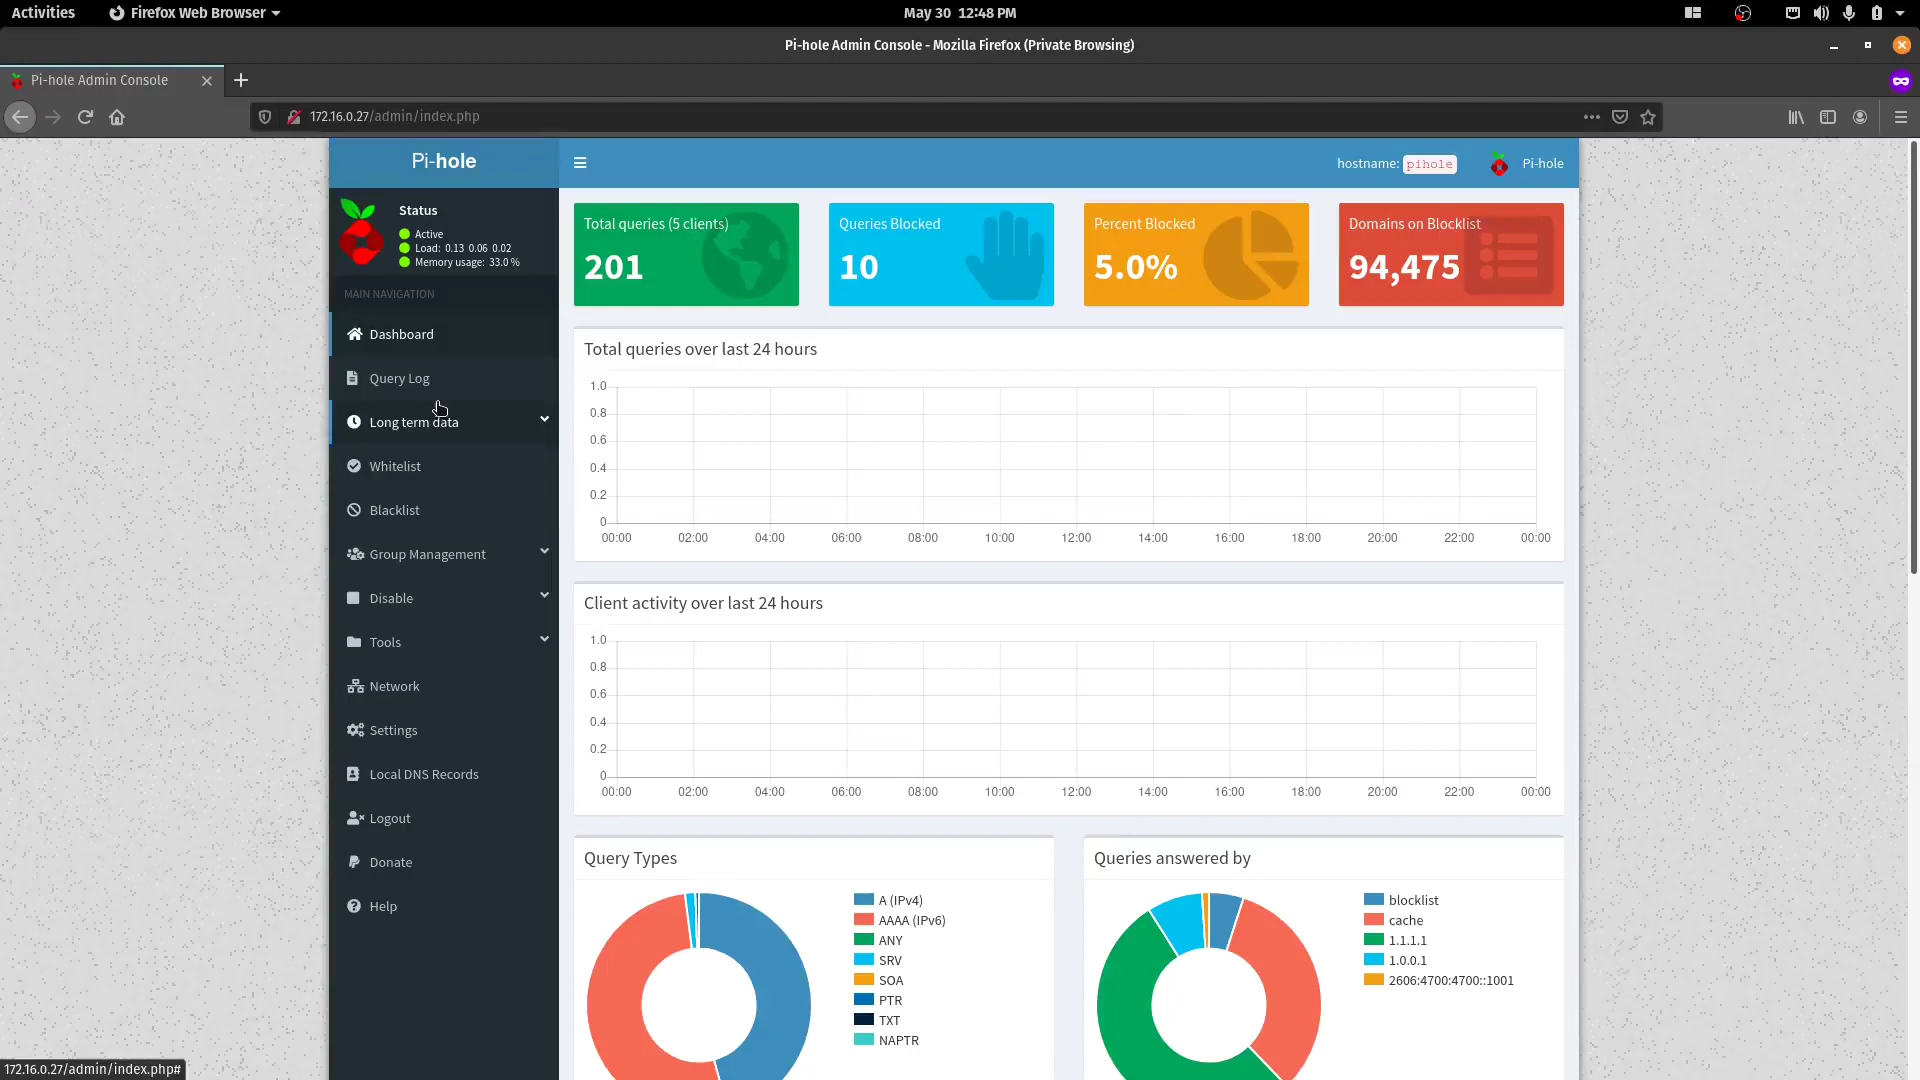 Activities
Firefox Web Browser
May 30 12:48 PM
Pi-hole Admin Console - Mozilla Firefox (Private Browsing)
Pi-hole Admin Console
172.16.0.27/admin/index.php
Pi-hole
hostname: pihole
Pi-hole
Status
Active
Load: 0.13 0.06 0.02
Memory usage: 33.0 %
MAIN NAVIGATION
Dashboard
Query Log
Long term data
Whitelist
Blacklist
Group Management
Disable
Tools
Network
Settings
Local DNS Records
Logout
Donate
Help
Total queries (5 clients)
201
Queries Blocked
10
Percent Blocked
5.0%
Domains on Blocklist
94,475
Total queries over last 24 hours
1.0
0.8
0.6
0.4
0.2
0
00:00 02:00 04:00 06:00 08:00 10:00 12:00 14:00 16:00 18:00 20:00 22:00 00:00
Client activity over last 24 hours
1.0
0.8
0.6
0.4
0.2
0
00:00 02:00 04:00 06:00 08:00 10:00 12:00 14:00 16:00 18:00 20:00 22:00 00:00
Query Types
A (IPv4)
AAAA (IPv6)
ANY
SRV
SOA
PTR
TXT
NAPTR
Queries answered by
blocklist
cache
1.1.1.1
1.0.0.1
2606:4700:4700::1001
172.16.0.27/admin/index.php#